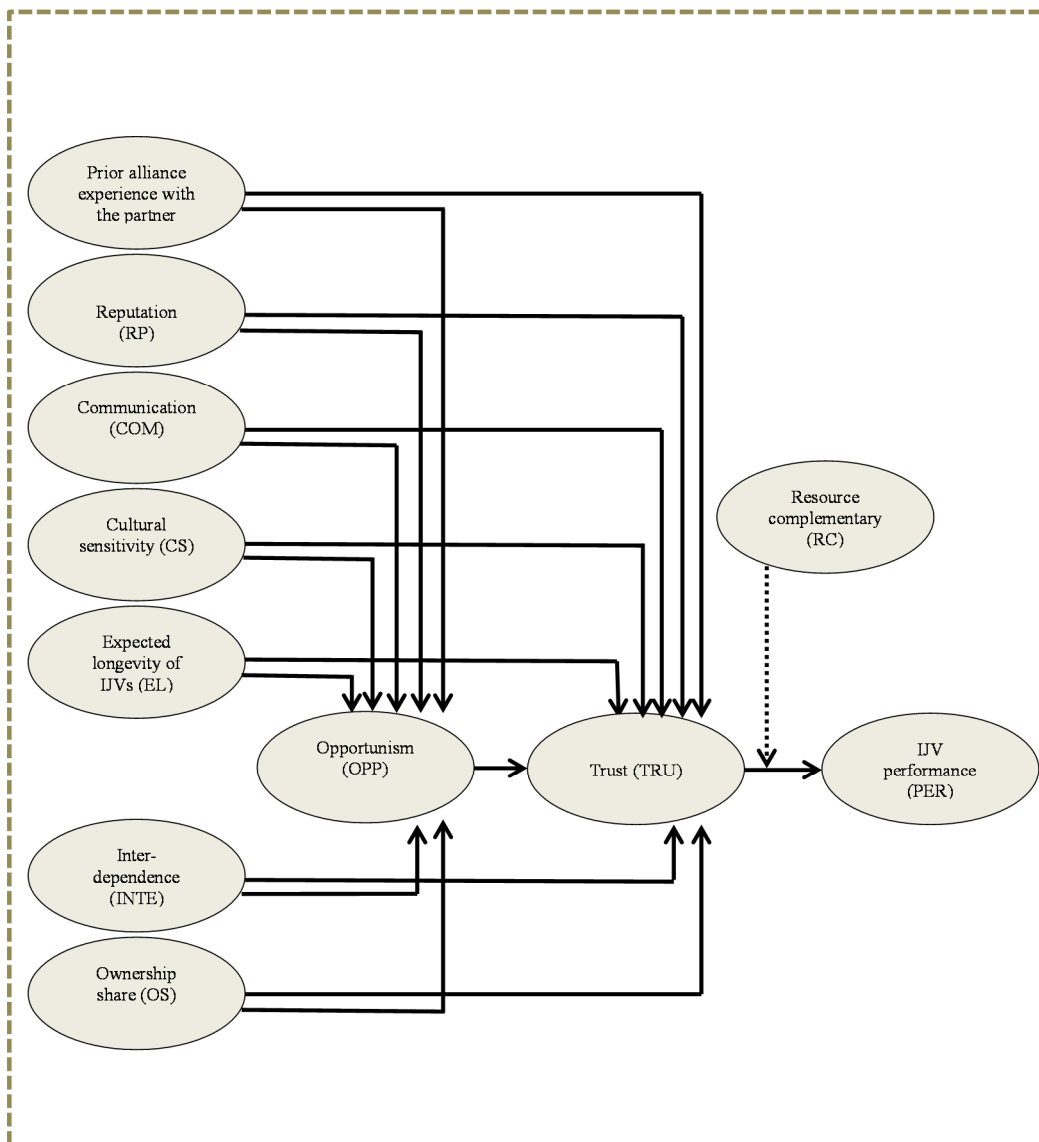 Prior alliance
experience with
the partner
Reputation
(RP)
Communication
(COM)
Cultural
sensitivity (CS)
Expected
longevity of
IJVs (EL)
Resource
complementary
(RC)
Opportunism
(OPP)
Trust (TRU)
IJV
performance
(PER)
Inter-
dependence
(INTE)
Ownership
share (OS)